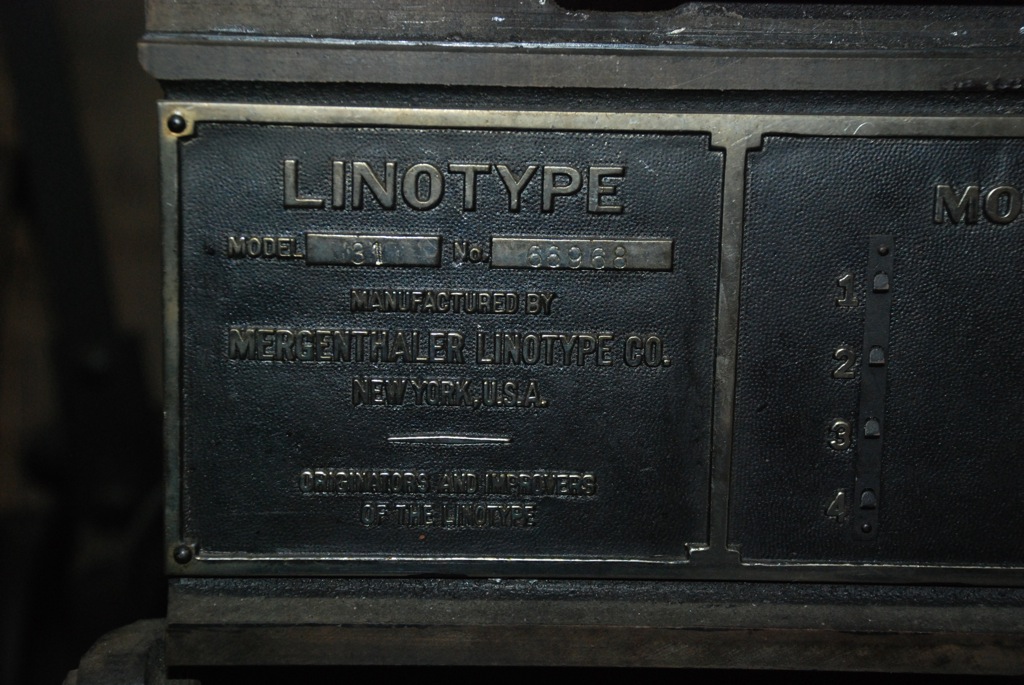 LINOTYPE
MODEL 31 No. 66968
MANUFACTURED BY
MERGENTHALER LINOTYPE CO.
NEW YORK, U.S.A.
ORIGINATORS AND IMPROVERS
OF THE LINOTYPE
MO
1
2
3
4